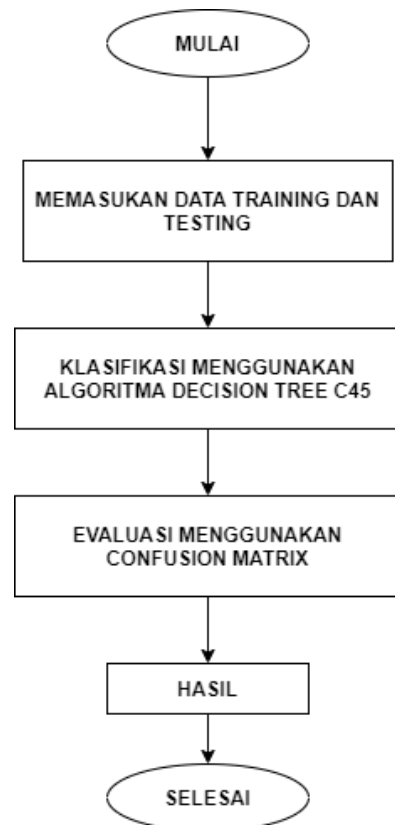 MULAI
MEMASUKAN DATA TRAINING DAN
TESTING
KLASIFIKASI MENGGUNAKAN
ALGORITMA DECISION TREE C45
EVALUASI MENGGUNAKAN
CONFUSION MATRIX
HASIL
SELESAI